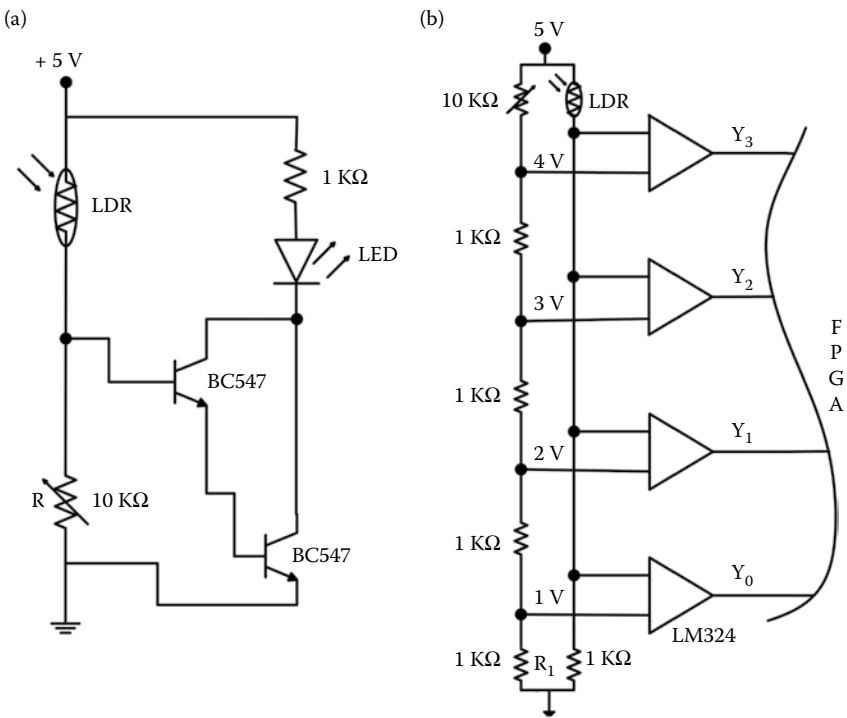 (a)
+ 5 V
LDR
1 KΩ
LED
BC547
R 10 KΩ
BC547
(b)
5 V
10 KΩ
LDR
Y3
4 V
1 KΩ
Y2
3 V
1 KΩ
Y1
2 V
1 KΩ
Y0
1 V
LM324
1 KΩ
R1
1 KΩ
F
P
G
A